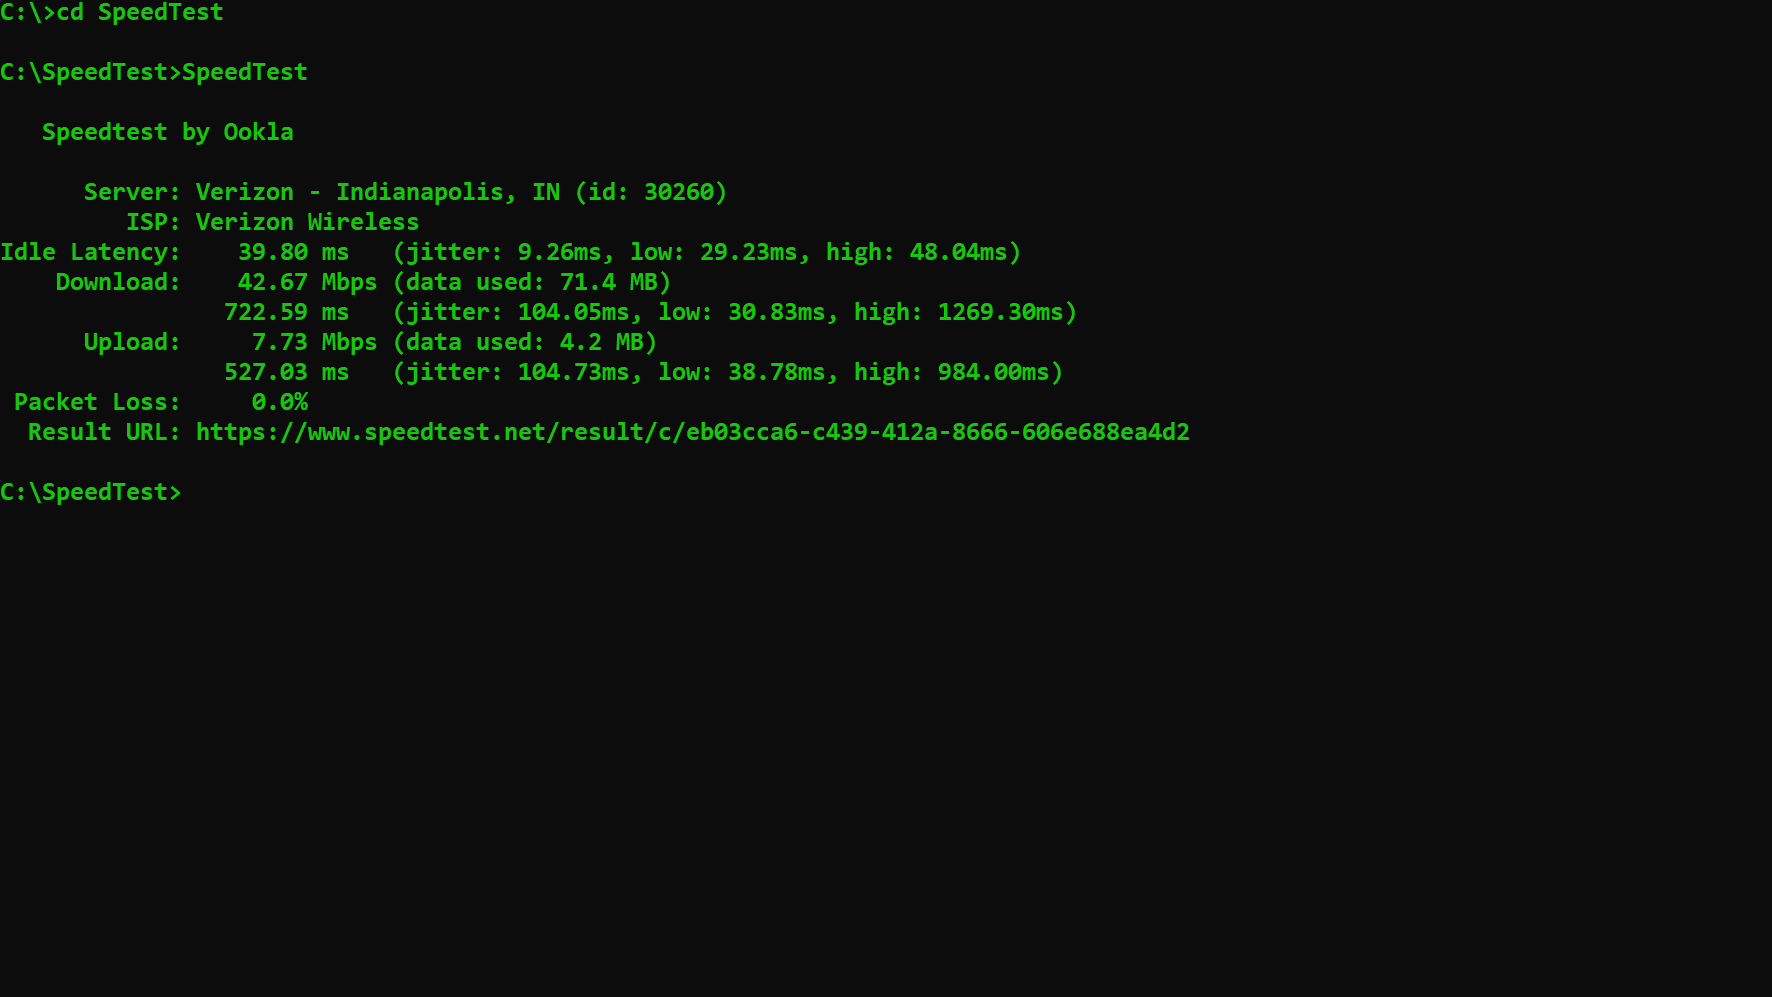 C:\>cd SpeedTest
C:\SpeedTest>SpeedTest
Speedtest by Ookla
Server: Verizon - Indianapolis, IN (id: 30260)
ISP: Verizon Wireless
Idle Latency: 39.80 ms (jitter: 9.26ms, low: 29.23ms, high: 48.04ms)
Download: 42.67 Mbps (data used: 71.4 MB)
722.59 ms (jitter: 104.05ms, low: 30.83ms, high: 1269.30ms)
Upload: 7.73 Mbps (data used: 4.2 MB)
527.03 ms (jitter: 104.73ms, low: 38.78ms, high: 984.00ms)
Packet Loss: 0.0%
Result URL: https://www.speedtest.net/result/c/eb03cca6-c439-412a-8666-606e688ea4d2
C:\SpeedTest>